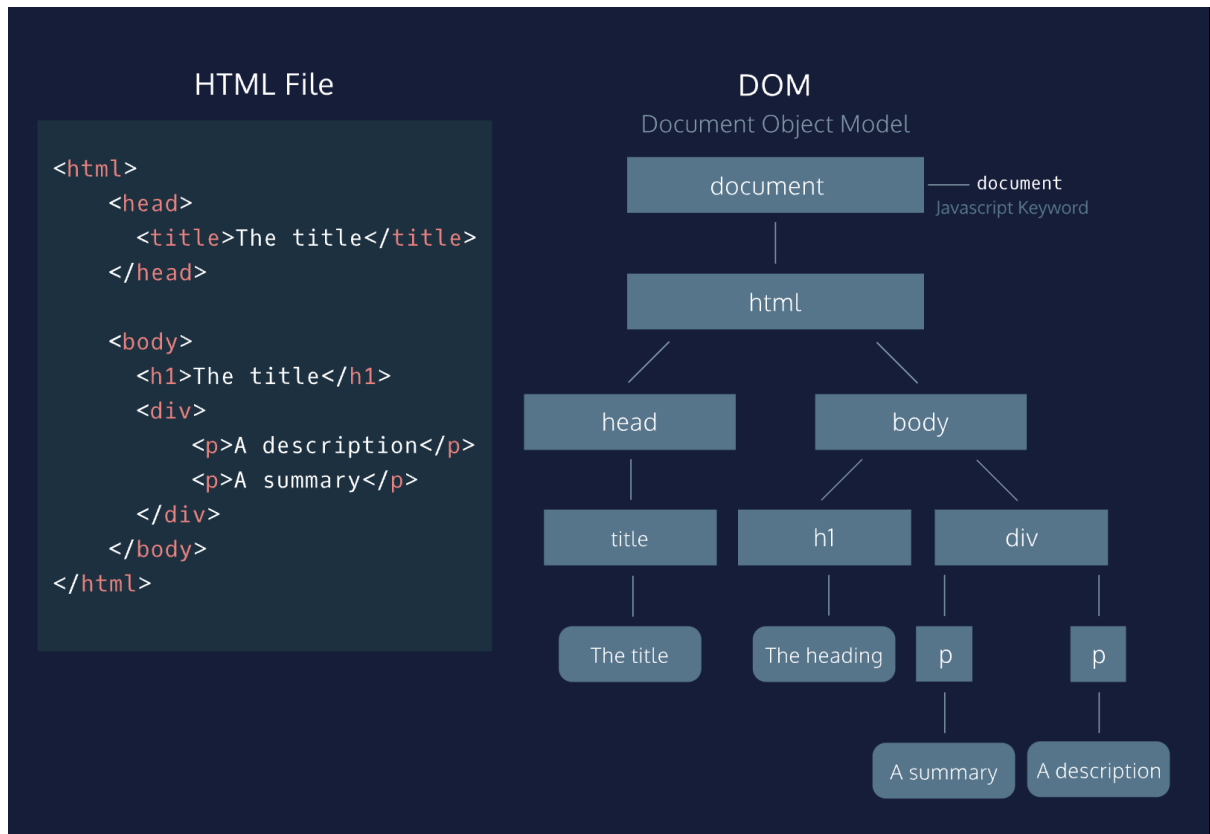 HTML File
<html>
<head>
<title>The title</title>
</head>
<body>
<h1>The title</h1>
<div>
<p>A description</p>
<p>A summary</p>
</div>
</body>
</html>
DOM
Document Object Model
document
document
Javascript Keyword
html
head
body
title
h1
div
The title
The heading
p
p
A summary
A description